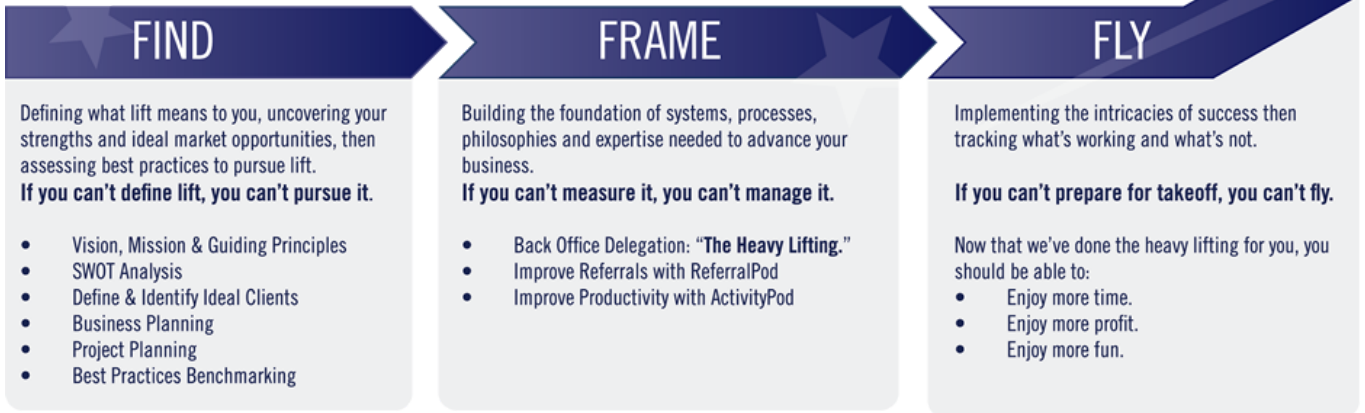 FIND
Defining what lift means to you, uncovering your
strengths and ideal market opportunities, then
assessing best practices to pursue lift.
If you can't define lift, you can't pursue it.
• Vision, Mission & Guiding Principles
• SWOT Analysis
• Define & Identify Ideal Clients
• Business Planning
• Project Planning
• Best Practices Benchmarking
FRAME
Building the foundation of systems, processes,
philosophies and expertise needed to advance your
business.
If you can't measure it, you can't manage it.
• Back Office Delegation: “The Heavy Lifting.”
• Improve Referrals with ReferralPod
• Improve Productivity with ActivityPod
FLY
Implementing the intricacies of success then
tracking what's working and what's not.
If you can't prepare for takeoff, you can't fly.
Now that we've done the heavy lifting for you, you
should be able to:
• Enjoy more time.
• Enjoy more profit.
• Enjoy more fun.